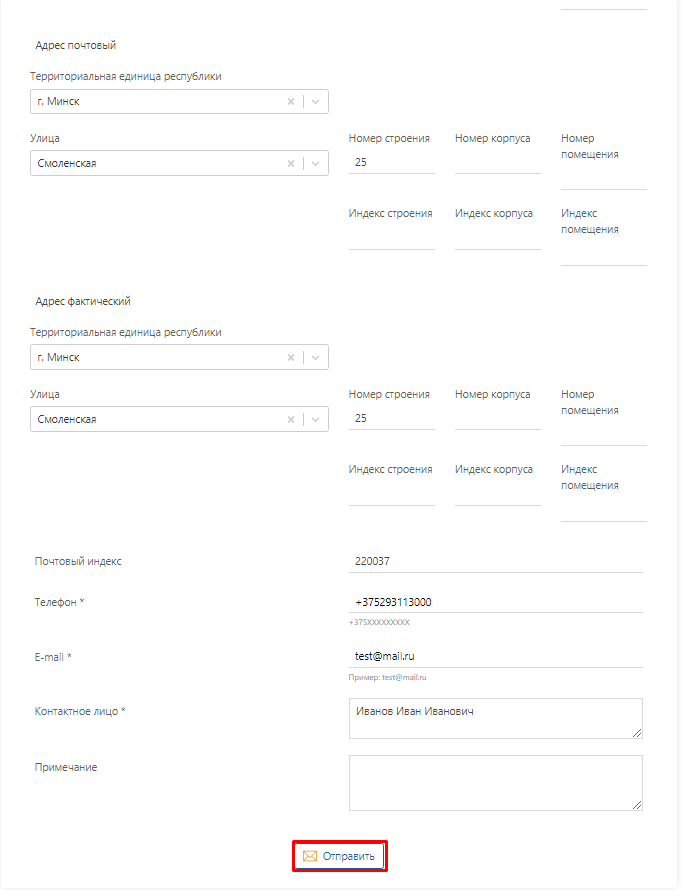 Адрес почтовый
Территориальная единица республики
г. Минск
Улица
Номер строения
Номер корпуса
Номер
помещения
Смоленская
25
Индекс строения
Индекс корпуса
Индекс
помещения
Адрес фактический
Территориальная единица республики
г. Минск
Улица
Номер строения
Номер корпуса
Номер
помещения
Смоленская
25
Индекс строения
Индекс корпуса
Индекс
помещения
Почтовый индекс
220037
Телефон *
+375293113000
+375XXXXXXXXX
E-mail *
test@mail.ru
Пример: test@mail.ru
Контактное лицо *
Иванов Иван Иванович
Примечание
Отправить